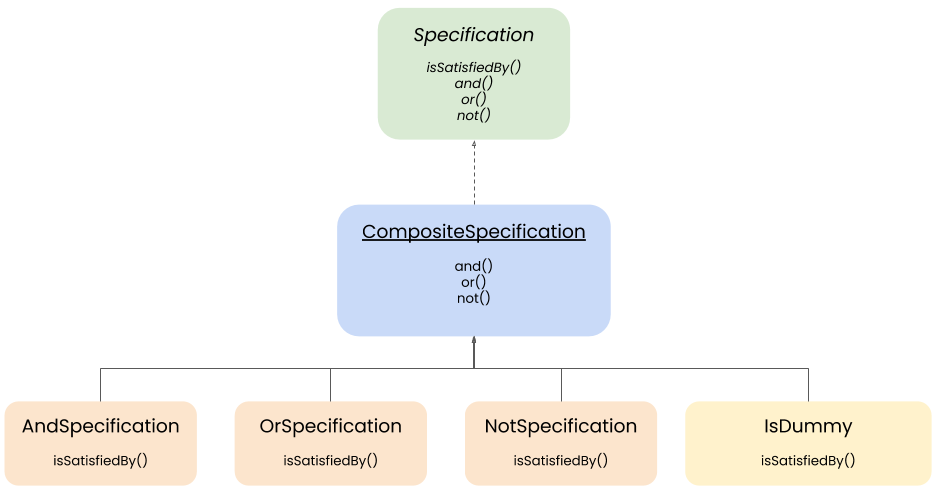 Specification
isSatisfiedBy()
and()
or()
not()
CompositeSpecification
and()
or()
not()
AndSpecification
isSatisfiedBy()
OrSpecification
isSatisfiedBy()
NotSpecification
isSatisfiedBy()
IsDummy
isSatisfiedBy()